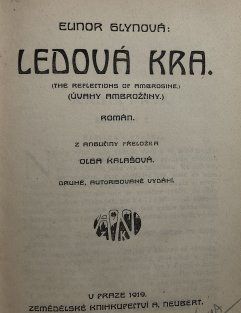 ELINOR GLYNOVÁ:
LEDOVÁ KRA.
(THE REFLECTIONS OF AMBROSINE.)
(ÚVAHY AMBROŽČINY.)
ROMÁN.
Z ANGLIČINY PŘELOŽILA
OLGA KALAŠOVÁ.
DRUHÉ, AUTORISOVANÉ VYDÁNÍ.
V PRAZE 1919.
ZEMĚDĚLSKÉ KNIHKUPECTVÍ A. NEUBERT.